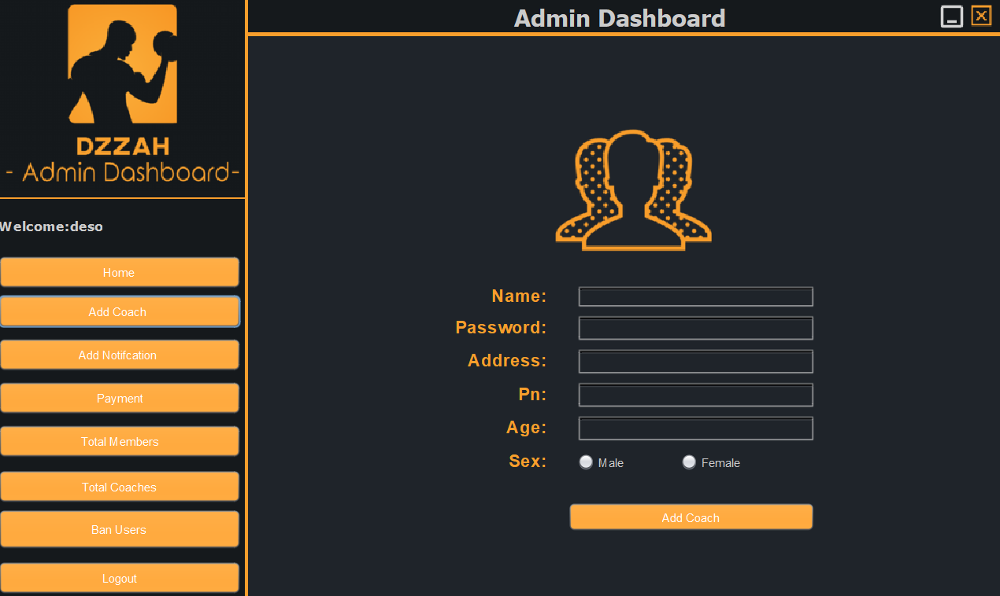 Admin Dashboard
DZZAH
- Admin Dashboard-
Welcome:deso
Home
Add Coach
Add Notifcation
Payment
Total Members
Total Coaches
Ban Users
Logout
Name:
Password:
Address:
Pn:
Age:
Sex:
Male
Female
Add Coach